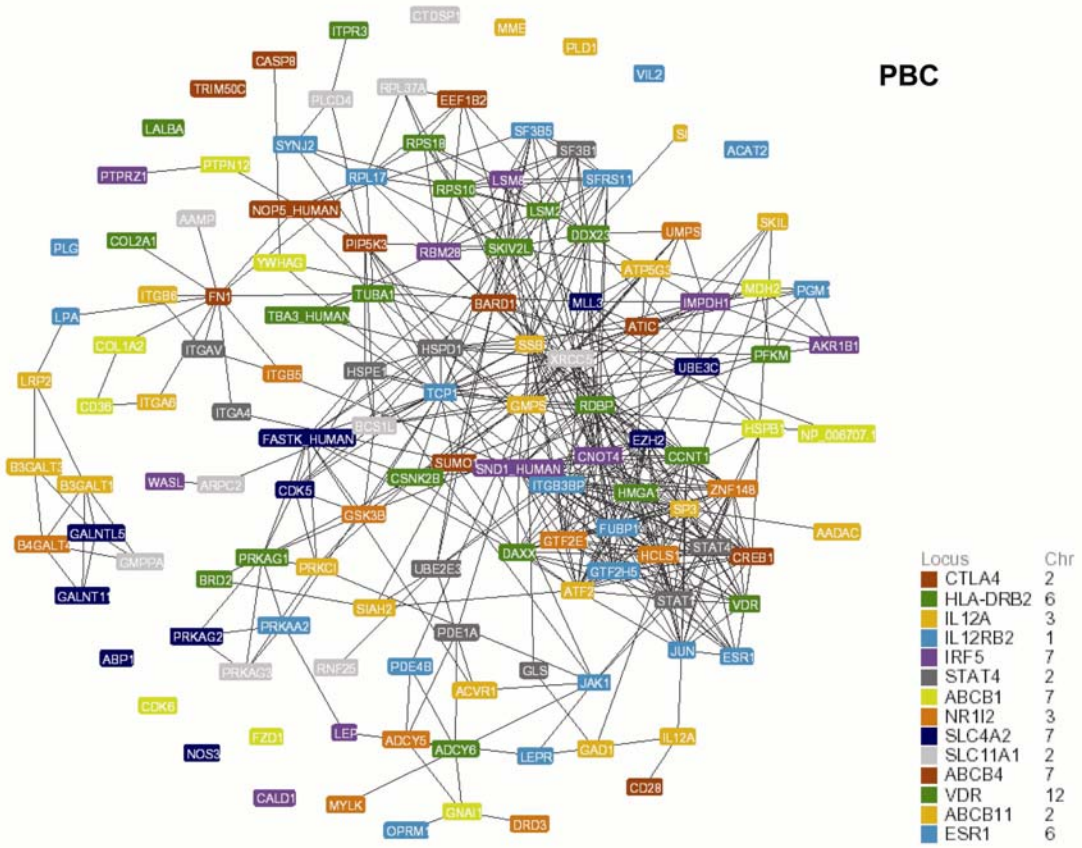 CTDSP1
MME
ITPR3
PLD1
CASP8
VIL2
PBC
TRIM50C
RPL37A
PLCD4
EEF1B2
LALBA
SYNJ2
RPS18
SF3B5
SI
SF3B1
ACAT2
PTPRZ1
PTPN12
RPL17
LSM8
SFRS11
RPS10
NOP5_HUMAN
LSM2
AAMP
SKIL
PLG
COL2A1
PIP5K3
RBM28
SKIV2L
DDX23
UMPS
YWHAG
ATP5G3
ITGB6
FN1
TUBA1
BARD1
MLL3
IMPDH1
MDH2
PGM1
LPA
TBA3_HUMAN
ATIC
COL1A2
ITGAV
HSPD1
SSB
XRCC5
PFKM
AKR1B1
LRP2
ITGB5
HSPE1
UBE3C
CD36
ITGA6
ITGA4
TCP1
GMPS
RDBP
BCS1L
FASTK_HUMAN
EZH2
HSPB1
NP_006707.1
B3GALT3
B3GALT1
WASL
ARPC2
CDK5
CSNK2B
SUMO1
SND1_HUMAN
CNOT4
CCNT1
ITGB3BP
HMGA1
ZNF148
GSK3B
SP3
B4GALT4
GALNTL5
GMPPA
FUBP1
AADAC
GTF2E1
HCLS1
STAT4
CREB1
PRKAG1
PRKCI
UBE2E3
DAXX
GTF2H5
GALNT11
BRD2
ATF2
STAT1
VDR
SIAH2
PRKAG2
PRKAA2
PDE1A
ABP1
PRKAG3
RNF25
PDE4B
GLS
JUN
ESR1
ACVR1
JAK1
CDK6
NOS3
FZD1
LEP
ADCY5
ADCY6
LEPR
GAD1
IL12A
CALD1
MYLK
CD28
OPRM1
GNAI1
DRD3
Locus Chr
CTLA4 2
HLA-DRB2 6
IL12A 3
IL12RB2 1
IRF5 7
STAT4 2
ABCB1 7
NR1I2 3
SLC4A2 7
SLC11A1 2
ABCB4 7
VDR 12
ABCB11 2
ESR1 6